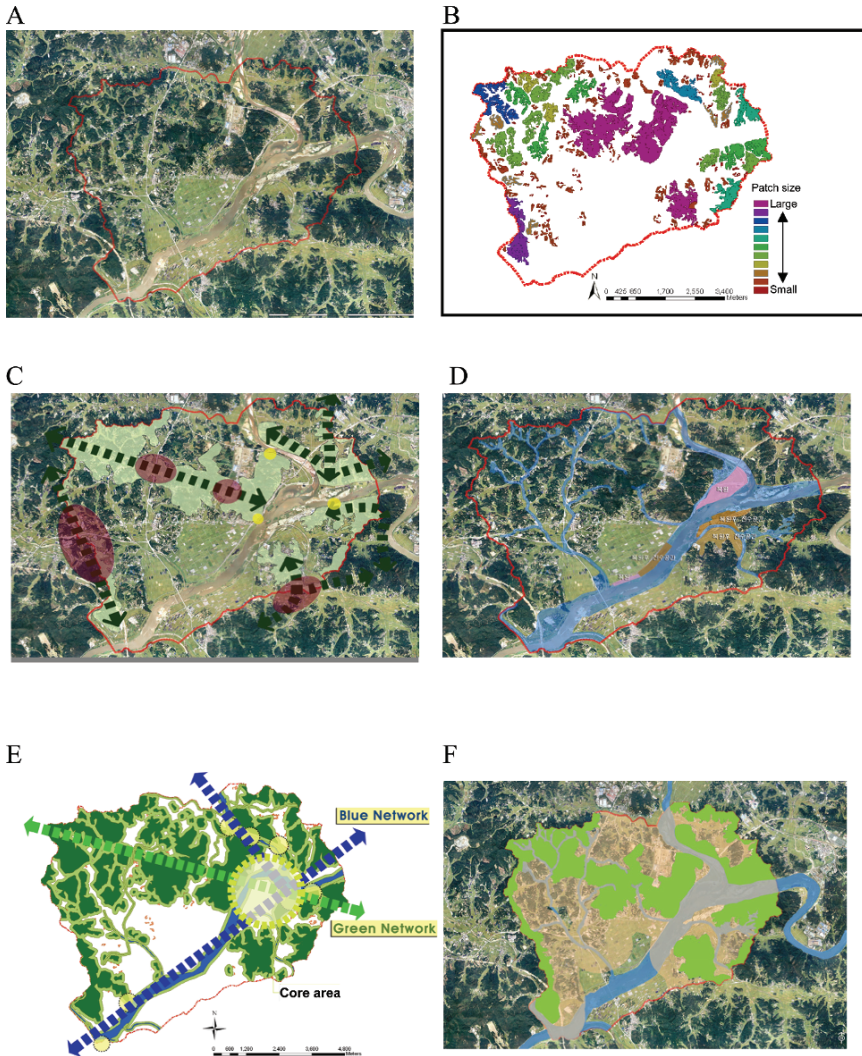 A
B
Patch size
Large
Small
N
0 425 850 1,700 2,550 3,400
Meters
C
D
E
Blue Network
Green Network
Core area
N
0 600 1,200 2,400 3,600 4,800
Meters
F